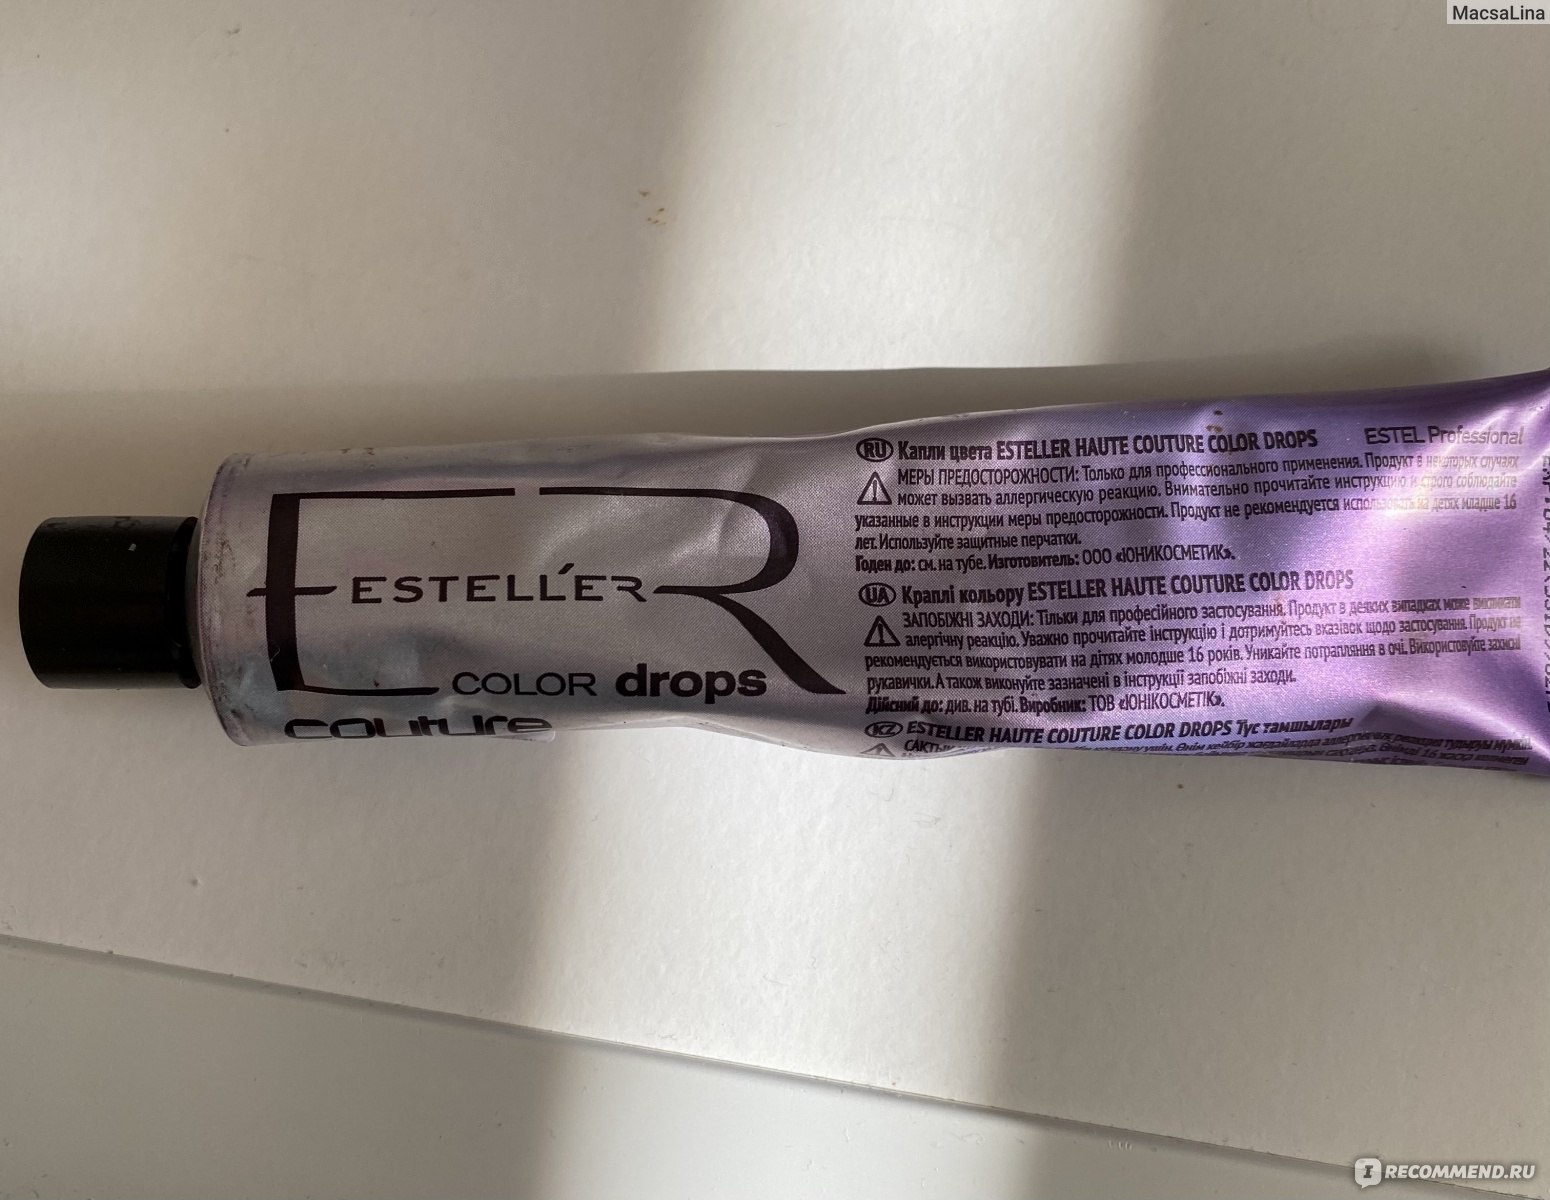 MacsaLina
ESTELL'ER
COLOR drops
couture
RU Капли цвета ESTELLER HAUTE COUTURE COLOR DROPS
ESTEL Professional
МЕРЫ ПРЕДОСТОРОЖНОСТИ: Только для профессионального применения. Продукт в некоторых случаях
может вызвать аллергическую реакцию. Внимательно прочитайте инструкцию и строго соблюдайте
указанные в инструкции меры предосторожности. Продукт не рекомендуется использовать на детях младше 16
лет. Используйте защитные перчатки.
Годен до: см. на тубе. Изготовитель: ООО «ЮНИКОСМЕТИК».
UA Краплі кольору ESTELLER HAUTE COUTURE COLOR DROPS
ЗАПОБІЖНІ ЗАХОДИ: Тільки для професійного застосування. Продукт в деяких випадках може викликати
алергічну реакцію. Уважно прочитайте інструкцію і дотримуйтесь вказівок щодо застосування. Продукт не
рекомендується використовувати на дітях молодше 16 років. Уникайте потрапляння в очі. Використовуйте захисні
рукавички. А також виконуйте зазначені в інструкції запобіжні заходи.
Дійсний до: див. на тубі. Виробник: ТОВ «ЮНІКОСМЕТІК».
KZ ESTELLER HAUTE COUTURE COLOR DROPS Түс тамшылары
IRECOMMEND.RU